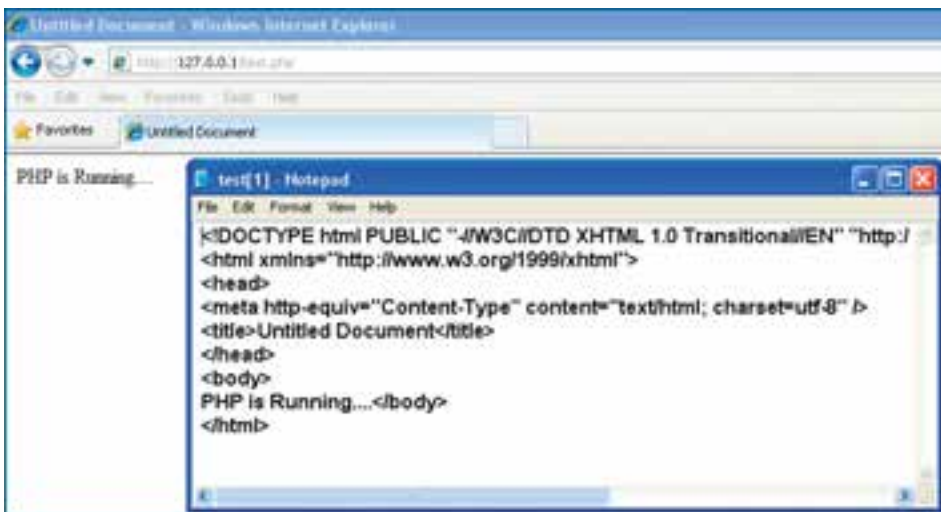 Untitled Document - Windows Internet Explorer
http://127.0.0.1/test.php
File Edit View Favorites Tools Help
Favorites Untitled Document
PHP is Running....
test[1] - Notepad
File Edit Format View Help
<!DOCTYPE html PUBLIC "-//W3C//DTD XHTML 1.0 Transitional//EN" "http:/
<html xmlns="http://www.w3.org/1999/xhtml">
<head>
<meta http-equiv="Content-Type" content="text/html; charset=utf-8" />
<title>Untitled Document</title>
</head>
<body>
PHP is Running....</body>
</html>